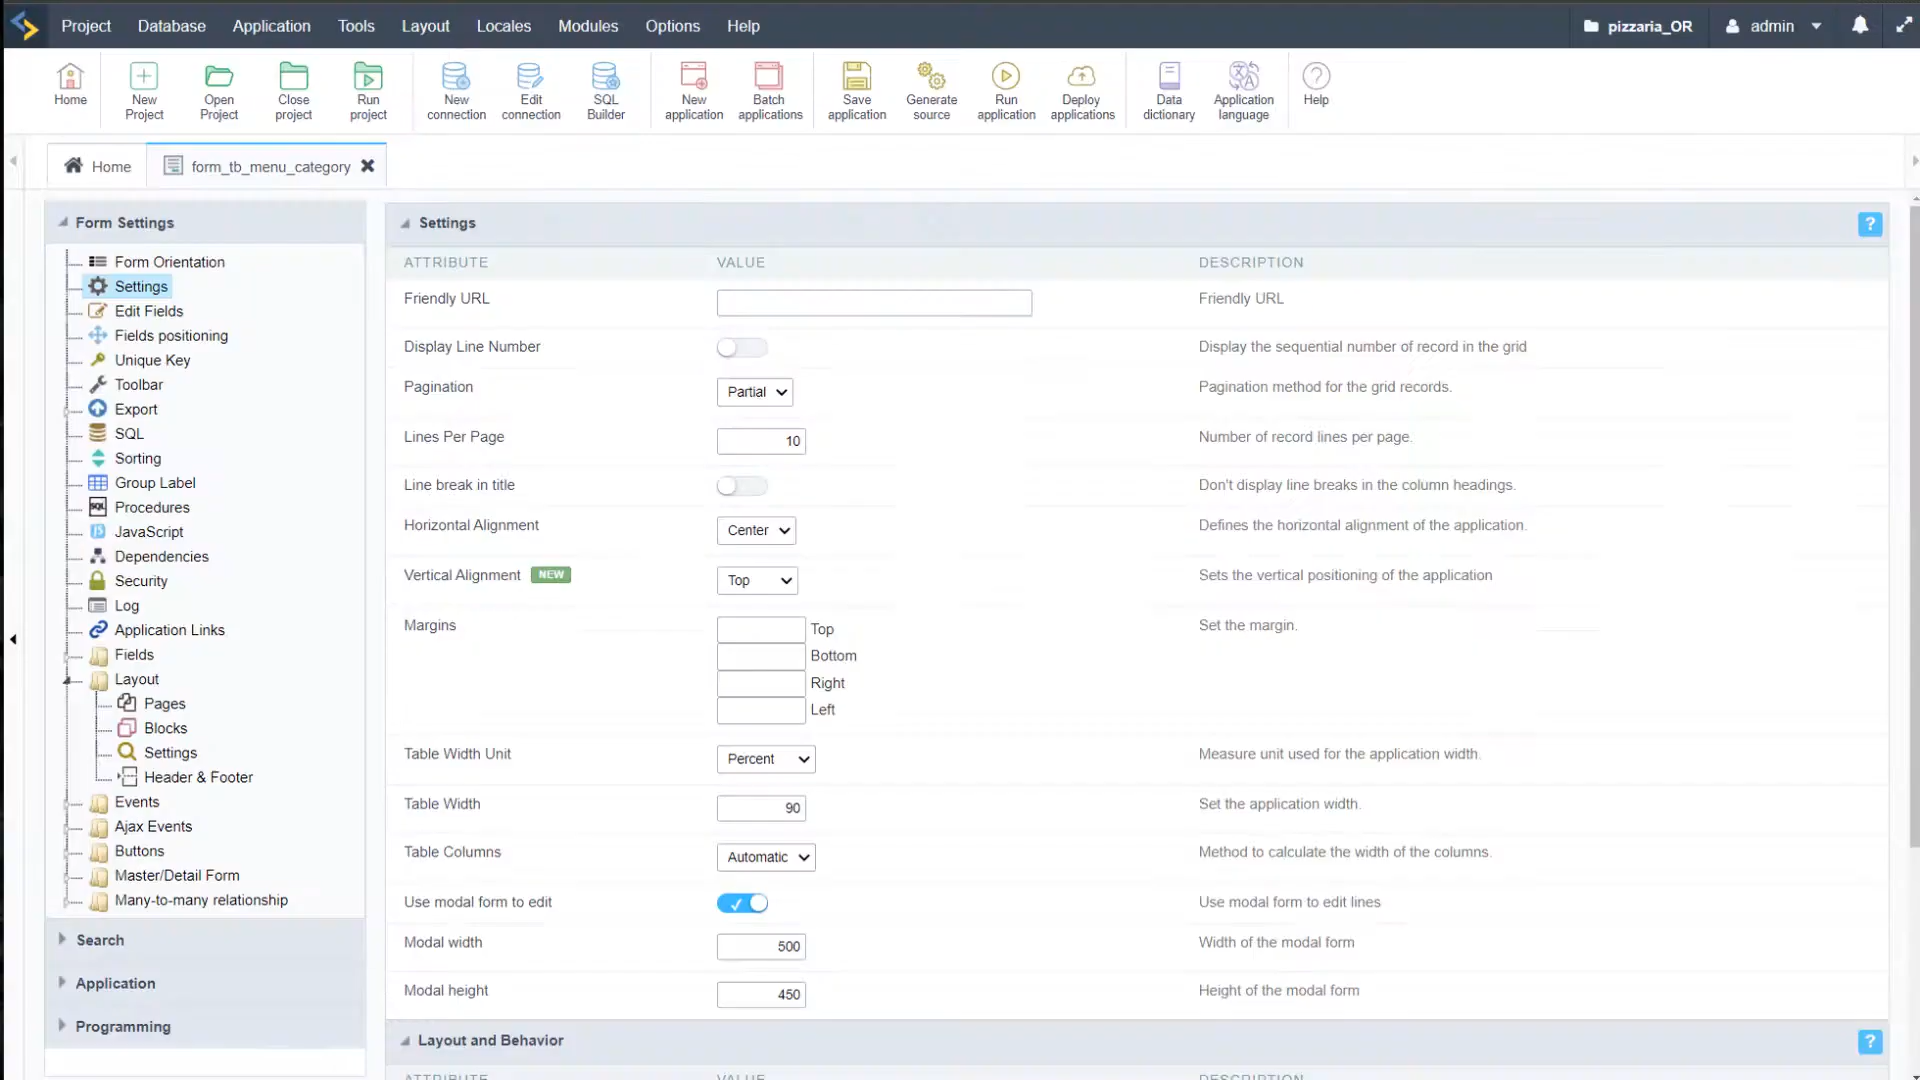 Project Database Application Tools Layout Locales Modules Options Help pizzaria_OR admin
Home
New Project
Open Project
Close project
Run project
New connection
Edit connection
SQL Builder
New application
Batch applications
Save application
Generate source
Run application
Deploy applications
Data dictionary
Application language
Help
Home form_tb_menu_category
Form Settings
Form Orientation
Settings
Edit Fields
Fields positioning
Unique Key
Toolbar
Export
SQL
Sorting
Group Label
Procedures
JavaScript
Dependencies
Security
Log
Application Links
Fields
Layout
Pages
Blocks
Settings
Header & Footer
Events
Ajax Events
Buttons
Master/Detail Form
Many-to-many relationship
Search
Application
Programming
Settings ?
ATTRIBUTE VALUE DESCRIPTION
Friendly URL Friendly URL
Display Line Number Display the sequential number of record in the grid
Pagination Partial Pagination method for the grid records.
Lines Per Page 10 Number of record lines per page.
Line break in title Don't display line breaks in the column headings.
Horizontal Alignment Center Defines the horizontal alignment of the application.
Vertical Alignment NEW Top Sets the vertical positioning of the application
Margins Top Set the margin.
Bottom
Right
Left
Table Width Unit Percent Measure unit used for the application width.
Table Width 90 Set the application width.
Table Columns Automatic Method to calculate the width of the columns.
Use modal form to edit Use modal form to edit lines
Modal width 500 Width of the modal form
Modal height 450 Height of the modal form
Layout and Behavior ?
ATTRIBUTE VALUE DESCRIPTION